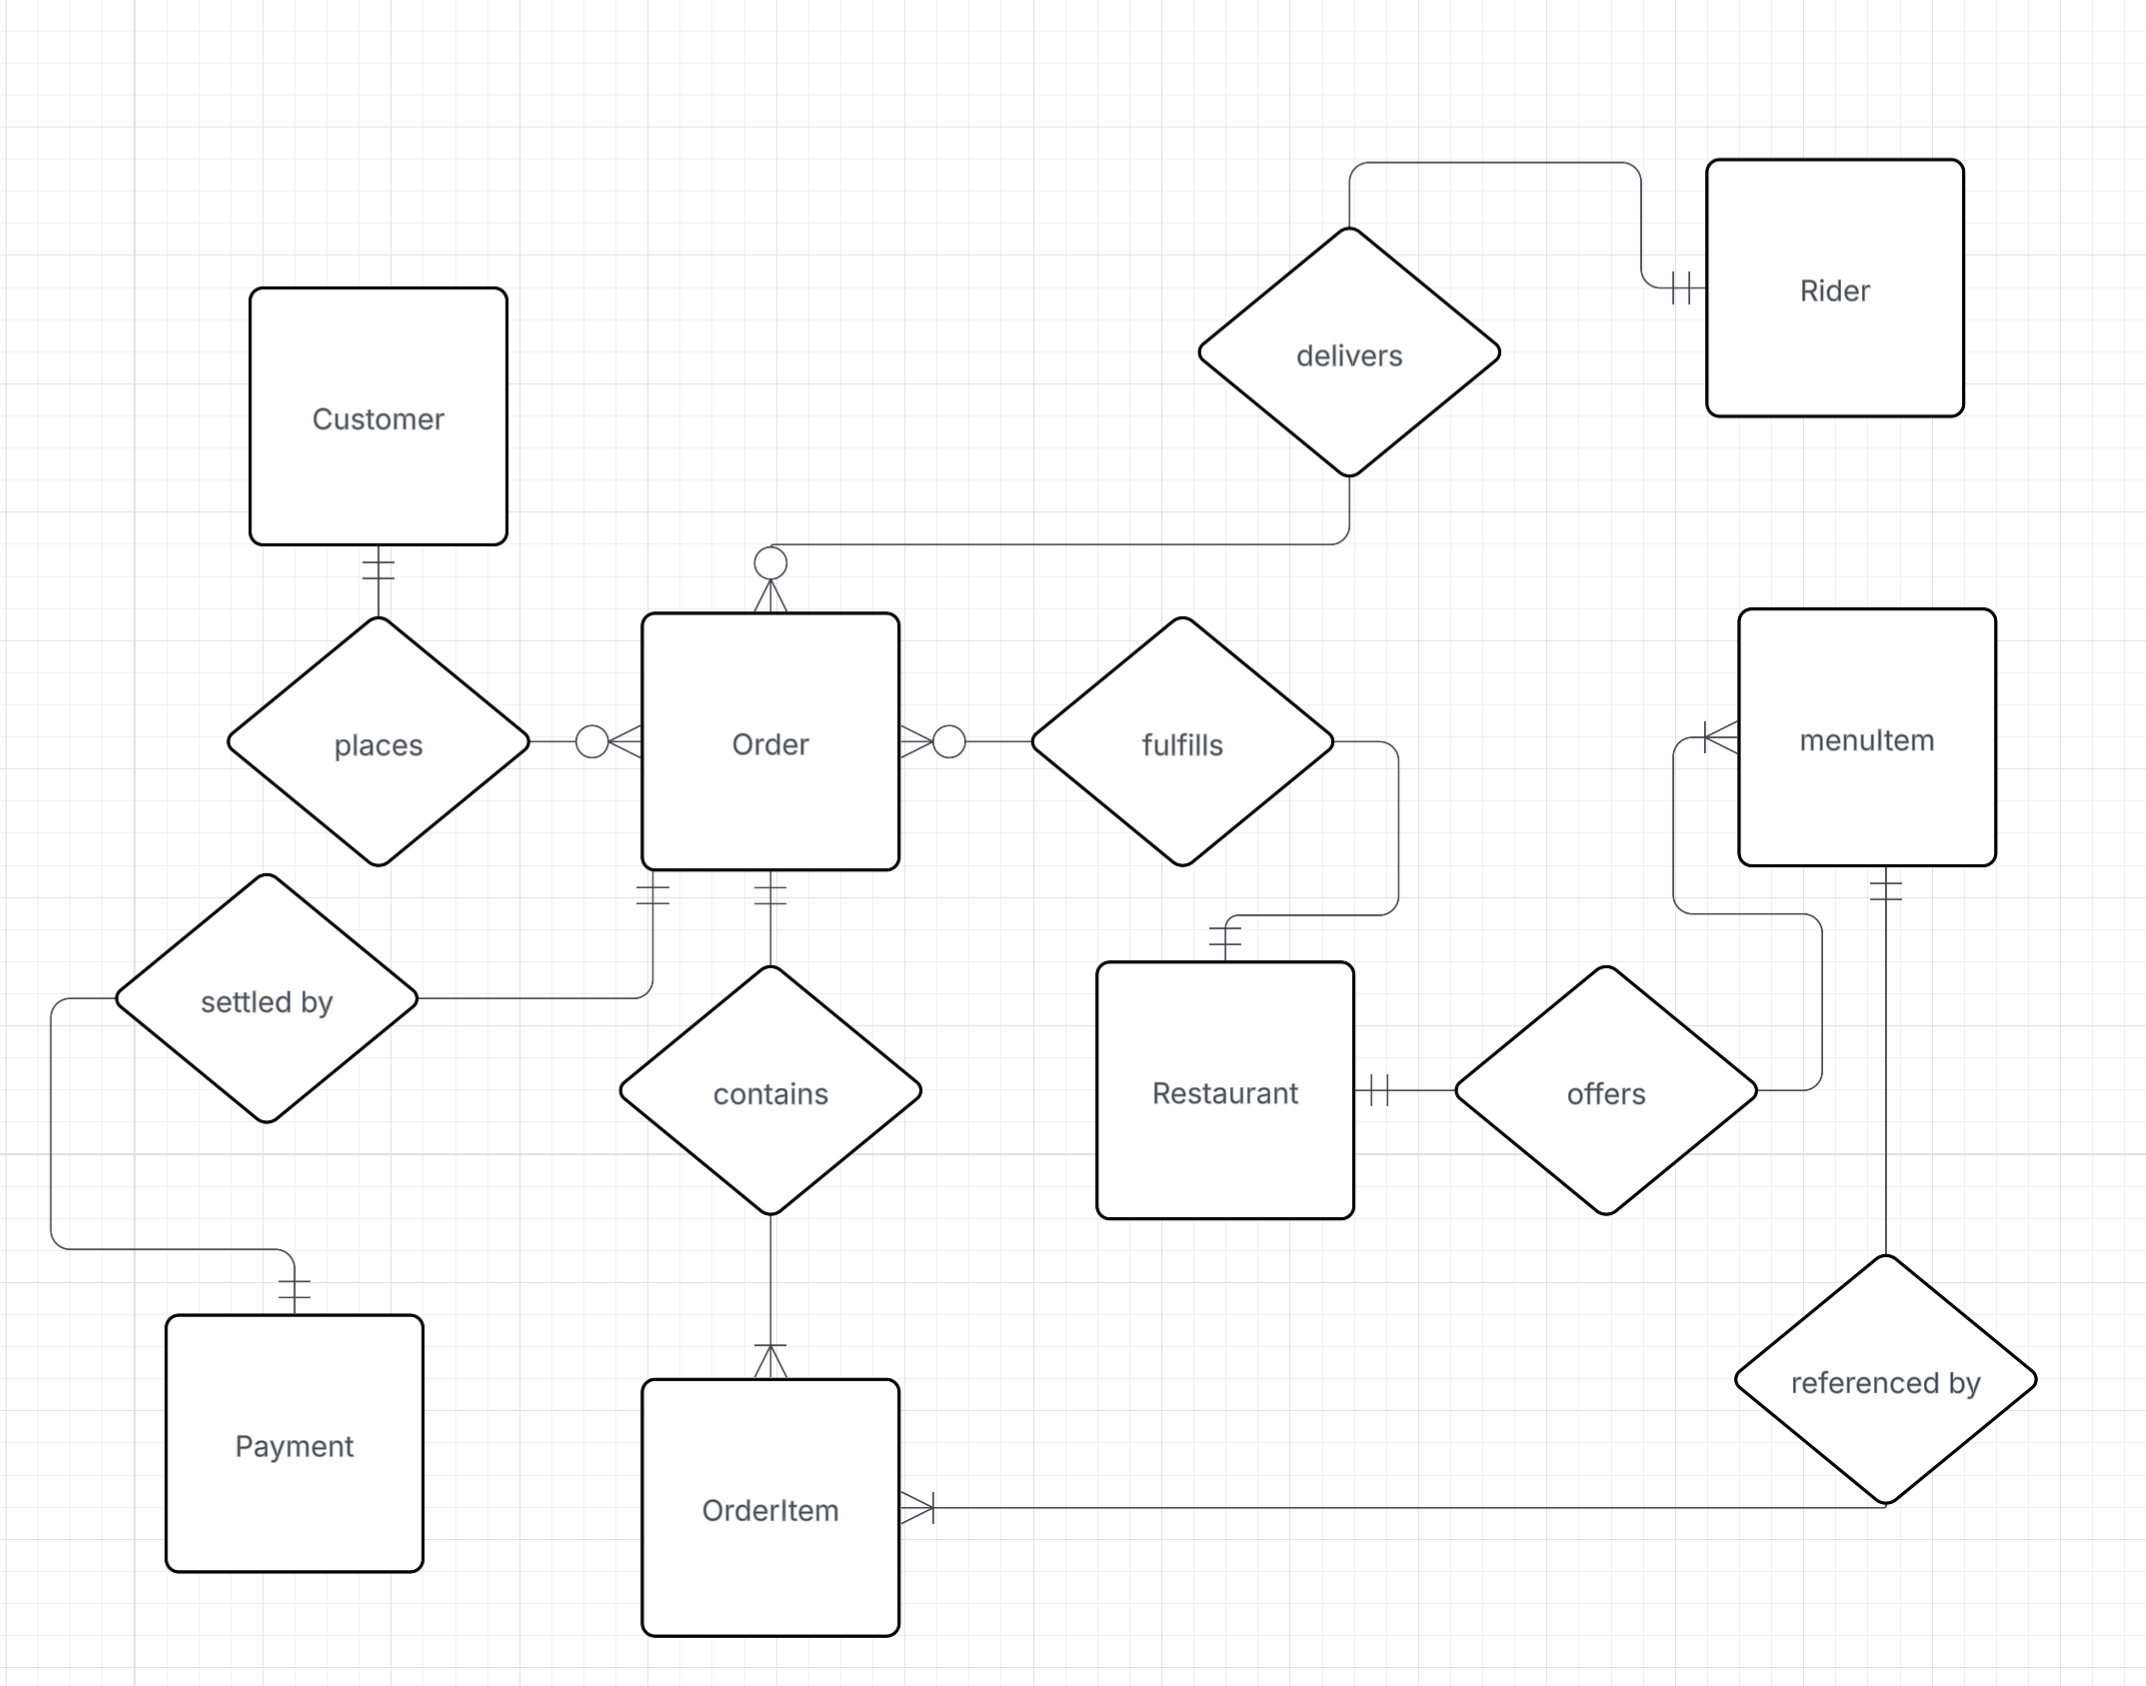 Rider
delivers
Customer
places
Order
fulfills
menuItem
settled by
contains
Restaurant
offers
referenced by
Payment
OrderItem